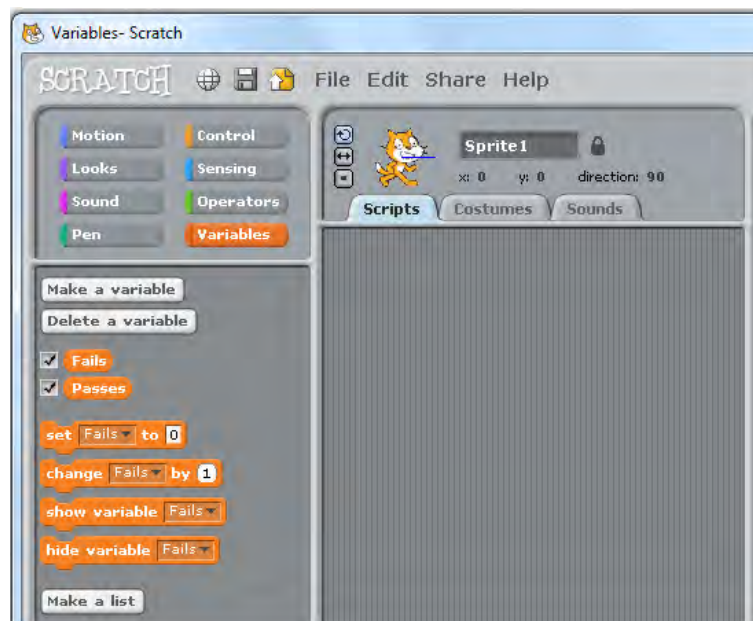 Variables- Scratch
SCRATCH File Edit Share Help
Motion Control
Looks Sensing
Sound Operators
Pen Variables
Sprite1
x: 0 y: 0 direction: 90
Scripts Costumes Sounds
Make a variable
Delete a variable
Fails
Passes
set Fails to 0
change Fails by 1
show variable Fails
hide variable Fails
Make a list